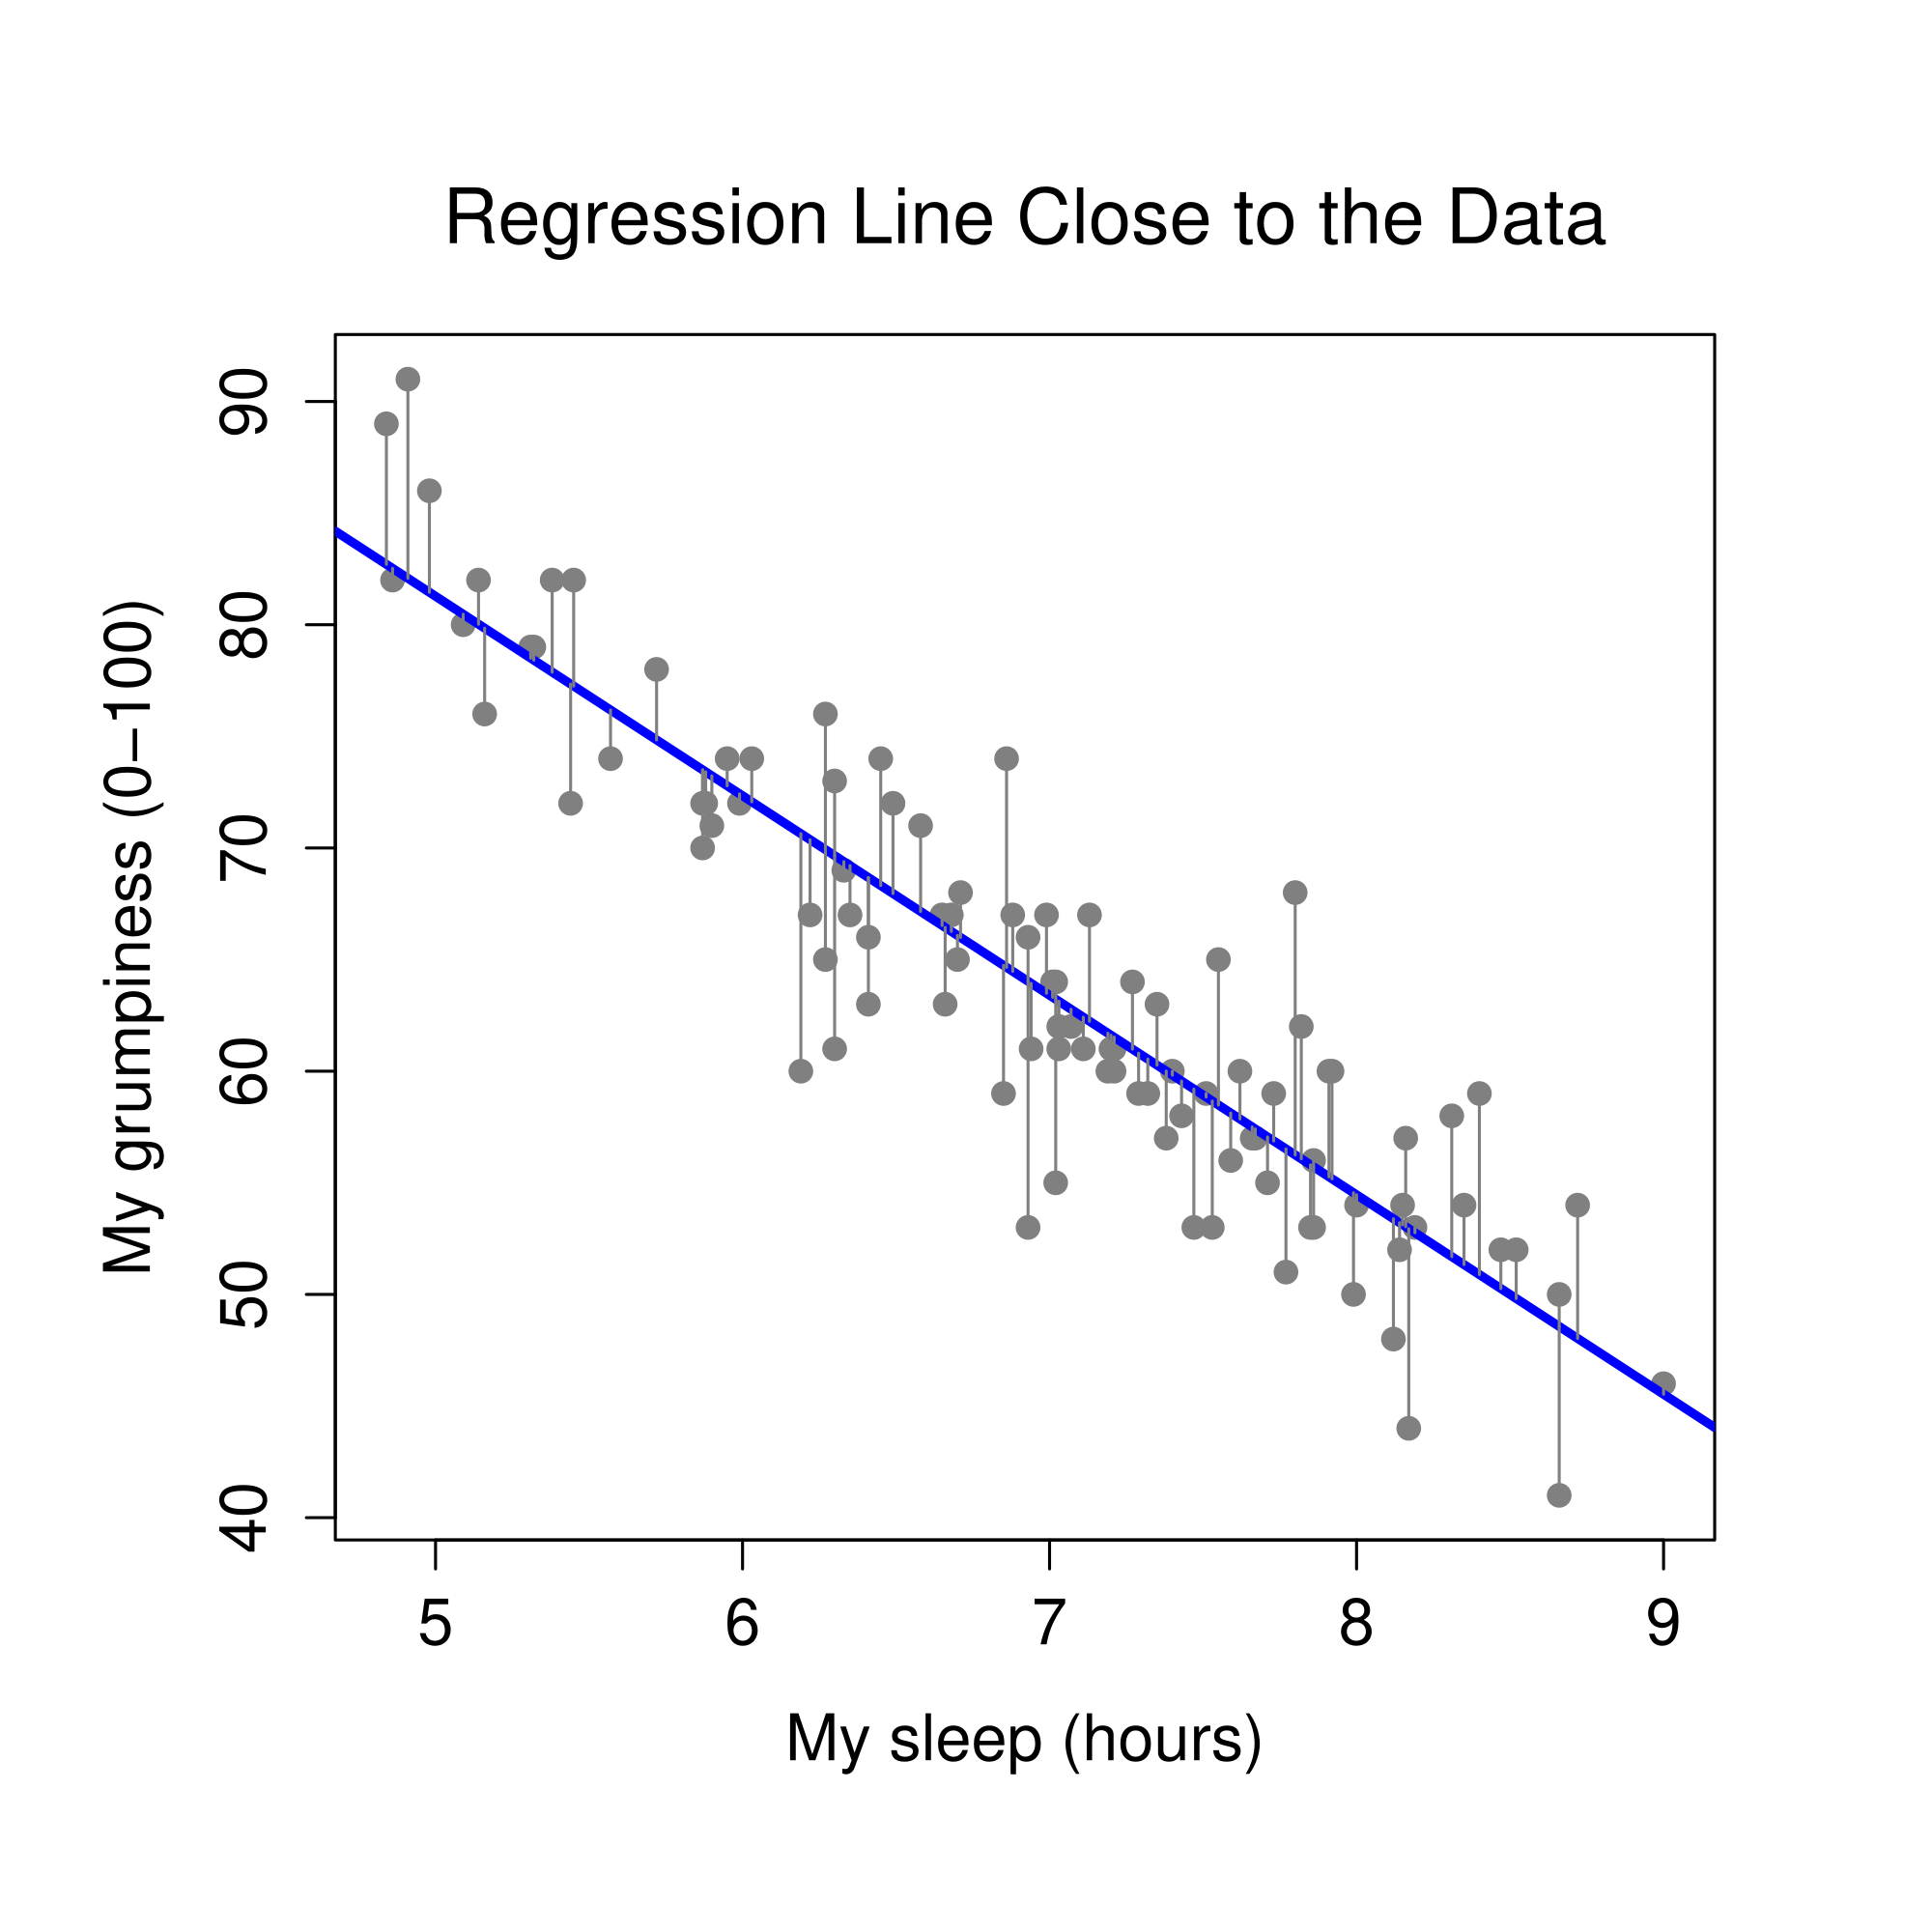 Regression Line Close to the Data
My grumpiness (0−100)
90
80
70
60
50
40
5 6 7 8 9
My sleep (hours)